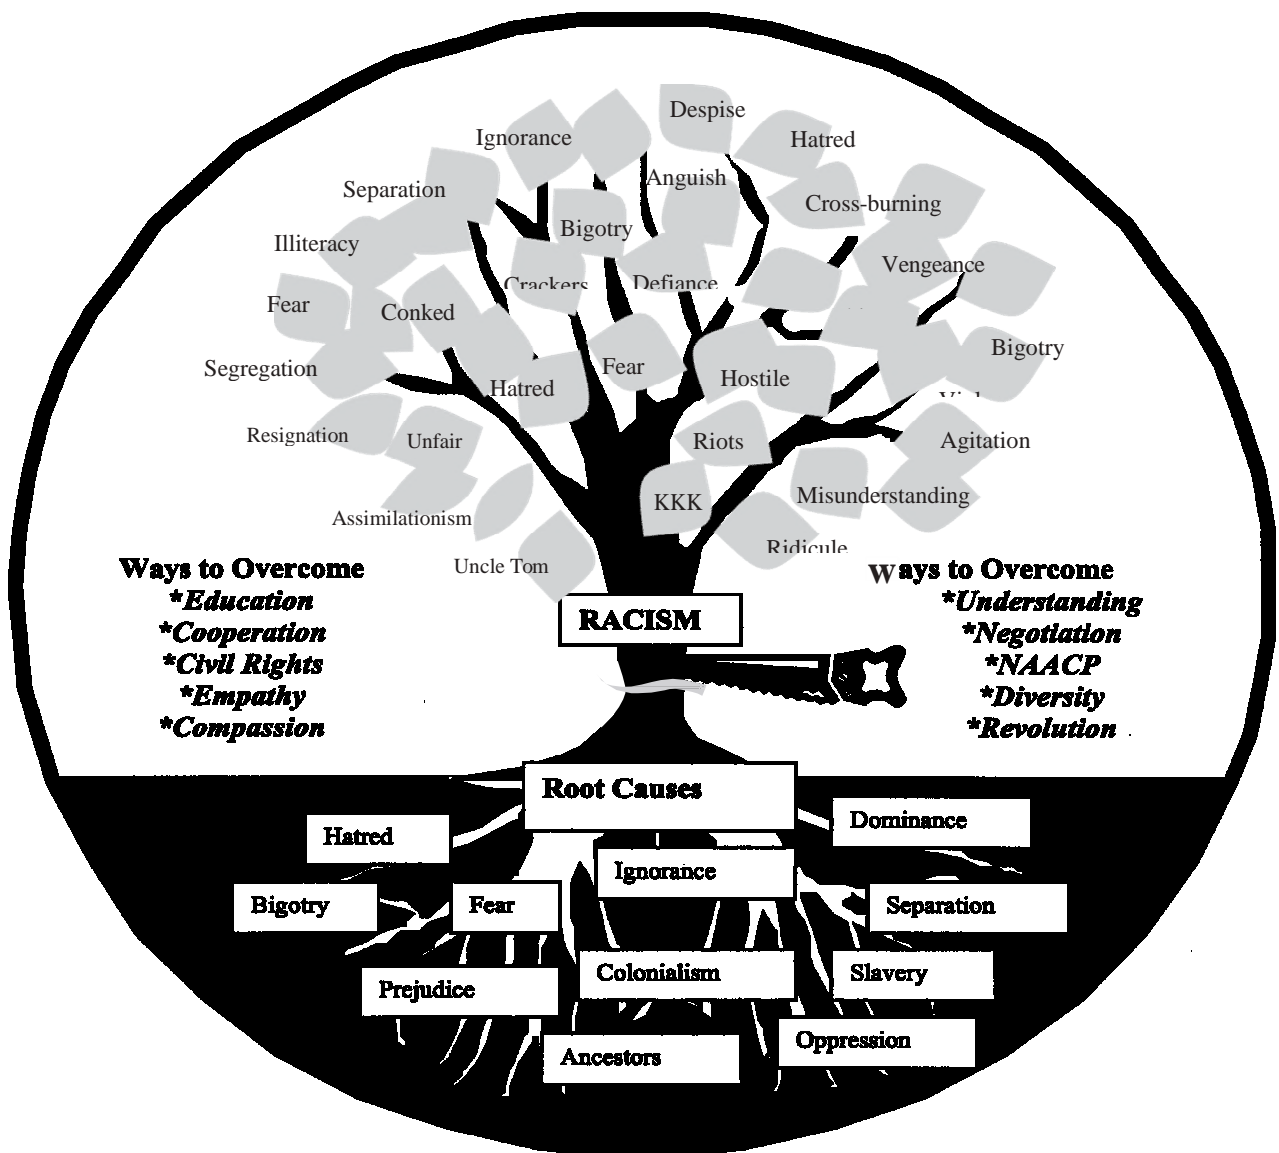 Despise
Ignorance
Hatred
Anguish
Separation
Cross-burning
Bigotry
Illiteracy
Vengeance
Crackers
Defiance
Fear
Conked
Bigotry
Segregation
Fear
Hostile
Hatred
Resignation
Unfair
Riots
Agitation
KKK
Misunderstanding
Assimilationism
Ridicule
Uncle Tom
Ways to Overcome
*Education
*Cooperation
*Civil Rights
*Empathy
*Compassion
Ways to Overcome
*Understanding
*Negotiation
*NAACP
*Diversity
*Revolution
RACISM
Root Causes
Hatred
Dominance
Ignorance
Bigotry
Fear
Separation
Prejudice
Colonialism
Slavery
Ancestors
Oppression